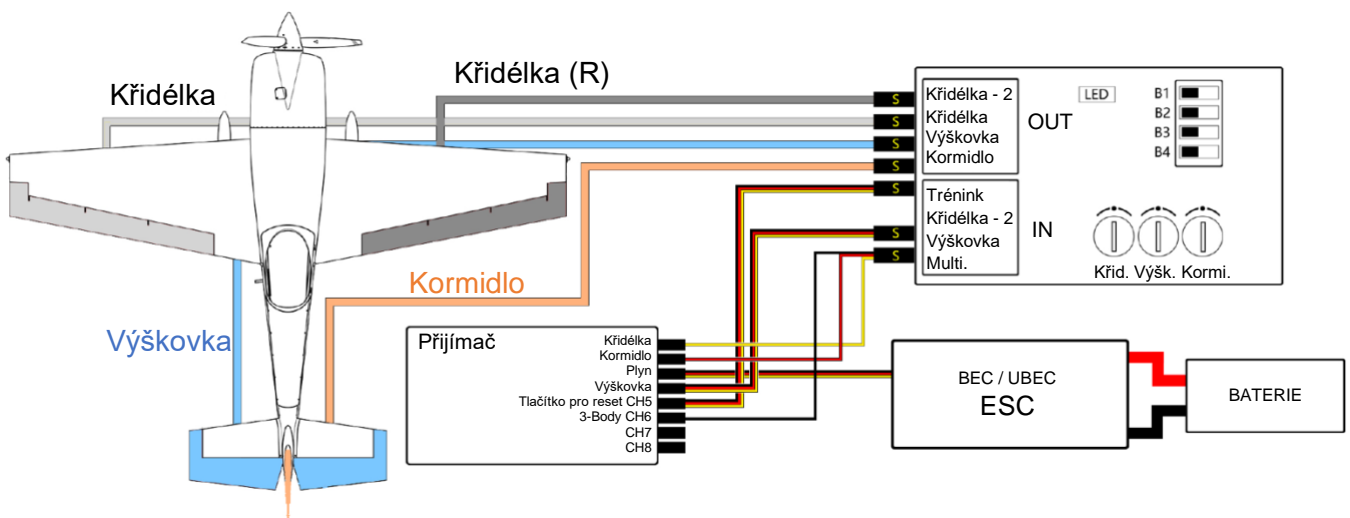 Křidélka (R)
Křidélka
Výškovka
Kormidlo
S
S
S
S
S
S
S
Křidélka - 2
Křidélka
Výškovka
Kormidlo
OUT
Trénink
Křidélka - 2
Výškovka
Multi.
IN
LED
B1
B2
B3
B4
Křid. Výšk. Kormi.
Přijímač
Křidélka
Kormidlo
Plyn
Výškovka
Tlačítko pro reset CH5
3-Body CH6
CH7
CH8
BEC / UBEC
ESC
BATERIE